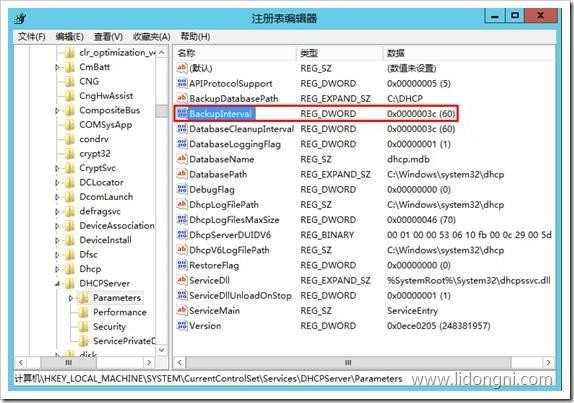 注册表编辑器
文件(F) 编辑(E) 查看(V) 收藏夹(A) 帮助(H)
clr_optimization_v4
CmBatt
CNG
CngHwAssist
CompositeBus
COMSysApp
condrv
crypt32
CryptSvc
DCLocator
DcomLaunch
defragsvc
DeviceAssociation
DeviceInstall
Dfsc
Dhcp
DHCPServer
Parameters
Performance
Security
ServicePrivateD
disk
名称 类型 数据
(默认) REG_SZ (数值未设置)
APIProtocolSupport REG_DWORD 0x00000005 (5)
BackupDatabasePath REG_EXPAND_SZ C:\DHCP
BackupInterval REG_DWORD 0x0000003c (60)
DatabaseCleanupInterval REG_DWORD 0x0000003c (60)
DatabaseLoggingFlag REG_DWORD 0x00000001 (1)
DatabaseName REG_SZ dhcp.mdb
DatabasePath REG_EXPAND_SZ C:\Windows\system32\dhcp
DebugFlag REG_DWORD 0x00000000 (0)
DhcpLogFilePath REG_EXPAND_SZ C:\Windows\system32\dhcp
DhcpLogFilesMaxSize REG_DWORD 0x00000046 (70)
DhcpServerDUIDV6 REG_BINARY 00 01 00 00 53 06 10 fb 00 0c 29 00 5d
DhcpV6LogFilePath REG_EXPAND_SZ C:\Windows\system32\dhcp
RestoreFlag REG_DWORD 0x00000000 (0)
ServiceDll REG_EXPAND_SZ %SystemRoot%\System32\dhcpssvc.dll
ServiceDllUnloadOnStop REG_DWORD 0x00000001 (1)
ServiceMain REG_SZ ServiceEntry
Version REG_DWORD 0x0ece0205 (248381957)
计算机\HKEY_LOCAL_MACHINE\SYSTEM\CurrentControlSet\Services\DHCPServer\Parameters
www.lidongni.com